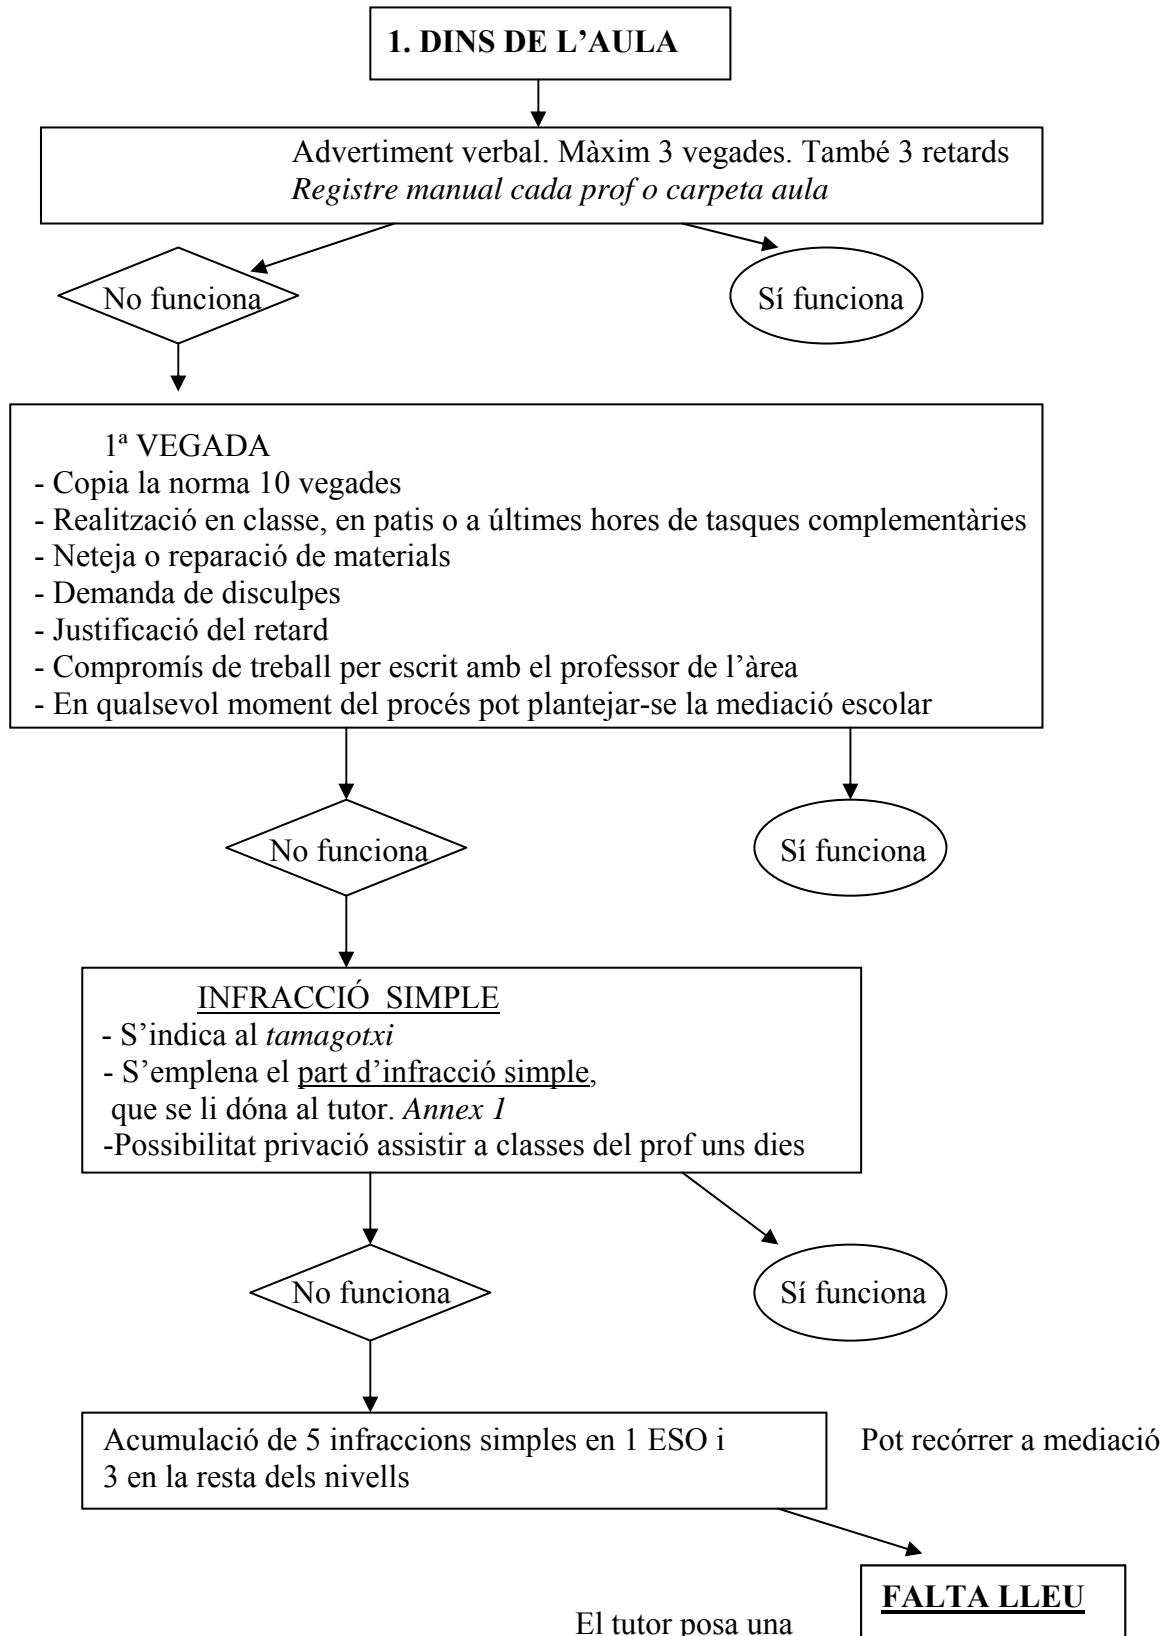 1. DINS DE L’AULA
Advertiment verbal. Màxim 3 vegades. També 3 retards
Registre manual cada prof o carpeta aula
No funciona
Sí funciona
1ª VEGADA
- Copia la norma 10 vegades
- Realització en classe, en patis o a últimes hores de tasques complementàries
- Neteja o reparació de materials
- Demanda de disculpes
- Justificació del retard
- Compromís de treball per escrit amb el professor de l’àrea
- En qualsevol moment del procés pot plantejar-se la mediació escolar
No funciona
Sí funciona
INFRACCIÓ  SIMPLE
- S’indica al tamagotxi
- S’emplena el part d’infracció simple,
que se li dóna al tutor. Annex 1
-Possibilitat privació assistir a classes del prof uns dies
No funciona
Sí funciona
Acumulació de 5 infraccions simples en 1 ESO i
3 en la resta dels nivells
Pot recórrer a mediació
FALTA LLEU
El tutor posa una